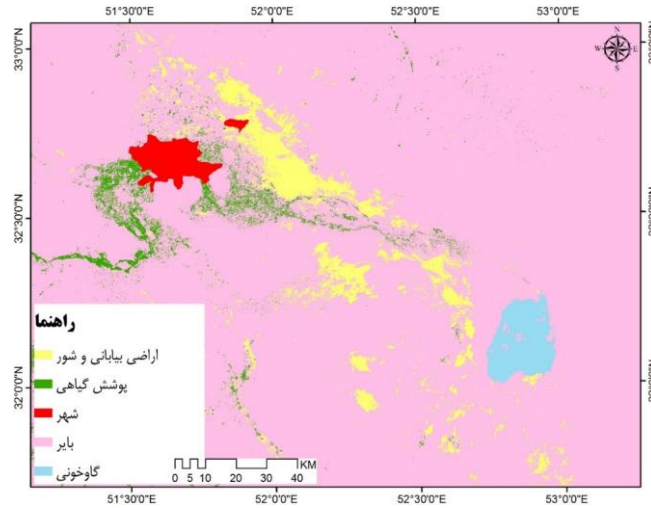 51°30'0"E 52°0'0"E 52°30'0"E 53°0'0"E
33°0'0"N
32°30'0"N
32°0'0"N
N
W E
S
راهنما
اراضی بیابانی و شور
پوشش گیاهی
شهر
بایر
گاوخونی
0 5 10 20 30 40 KM
51°30'0"E 52°0'0"E 52°30'0"E 53°0'0"E